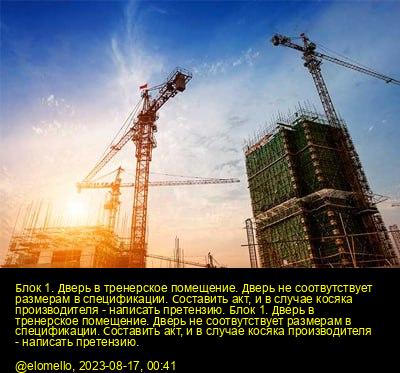 Блок 1. Дверь в тренерское помещение. Дверь не соответствует
размерам в спецификации. Составить акт, и в случае косяка
производителя - написать претензию. Блок 1. Дверь в
тренерское помещение. Дверь не соответствует размерам в
спецификации. Составить акт, и в случае косяка производителя
- написать претензию.
@elomello, 2023-08-17, 00:41